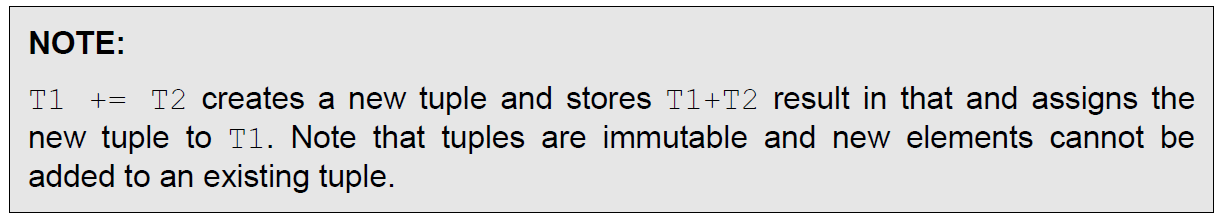 NOTE:
T1 += T2 creates a new tuple and stores T1+T2 result in that and assigns the
new tuple to T1. Note that tuples are immutable and new elements cannot be
added to an existing tuple.